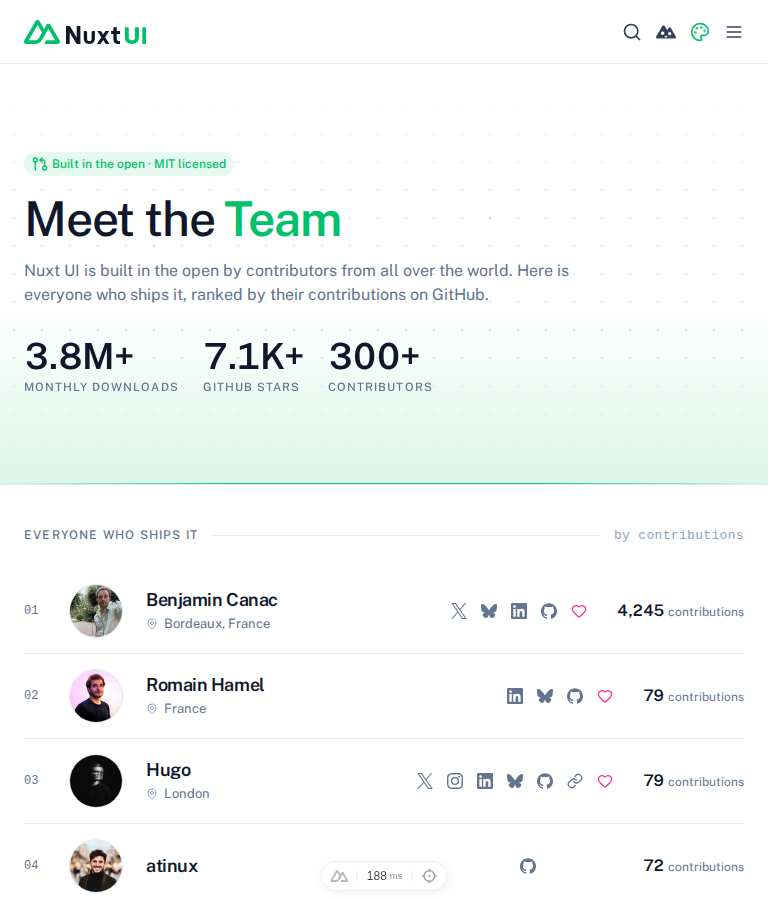 Nuxt UI
Built in the open · MIT licensed
Meet the Team
Nuxt UI is built in the open by contributors from all over the world. Here is
everyone who ships it, ranked by their contributions on GitHub.
3.8M+ 7.1K+ 300+
MONTHLY DOWNLOADS GITHUB STARS CONTRIBUTORS
EVERYONE WHO SHIPS IT by contributions
01 Benjamin Canac 4,245 contributions
Bordeaux, France
02 Romain Hamel 79 contributions
France
03 Hugo 79 contributions
London
04 atinux 72 contributions
188 ms